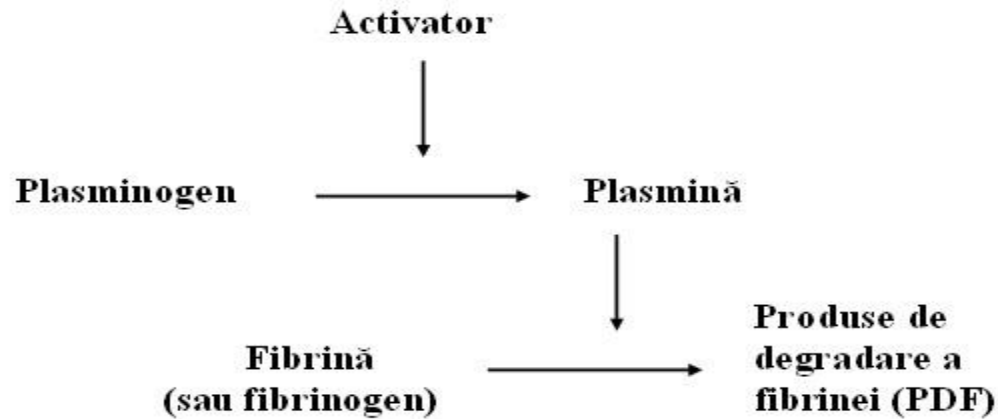 Activator
Plasminogen
Plasmină
Fibrină
(sau fibrinogen)
Produse de
degradare a
fibrinei (PDF)